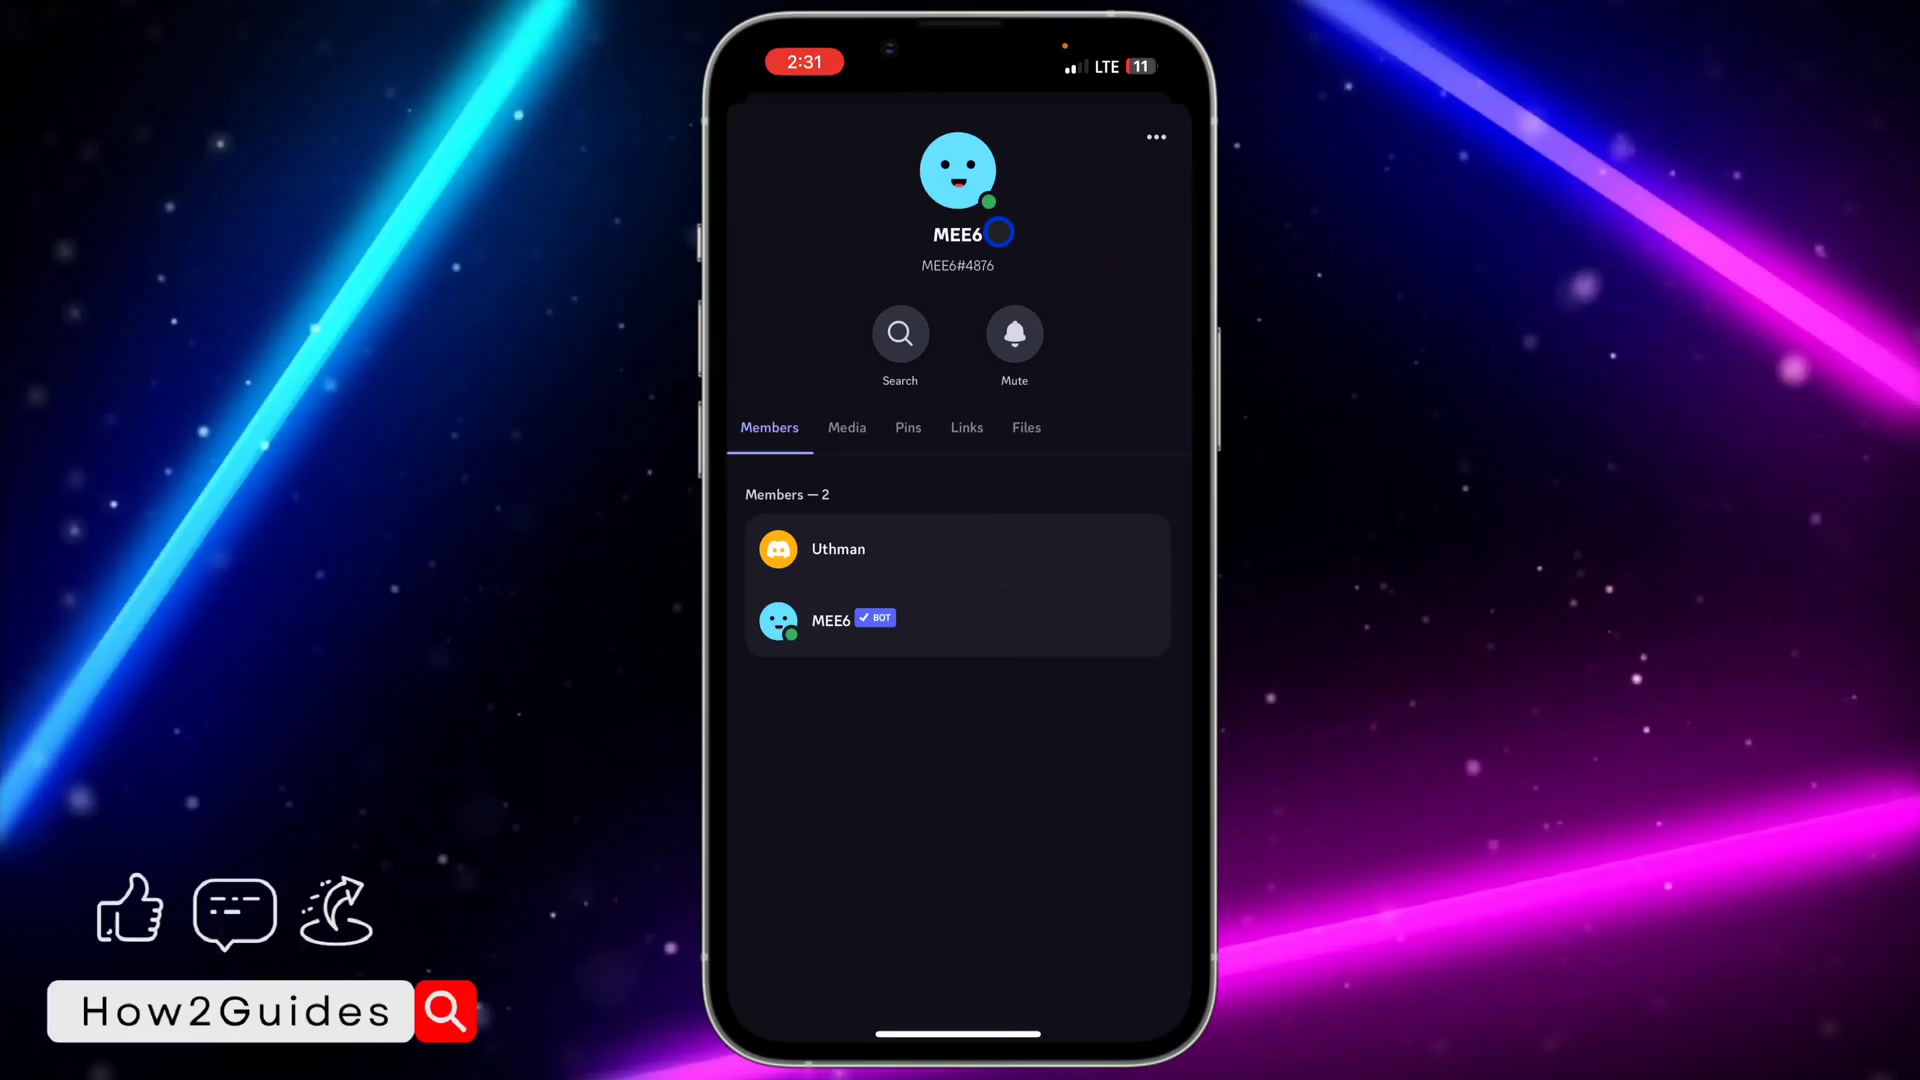 2:31
LTE 11
MEE6
MEE6#4876
Search Mute
Members Media Pins Links Files
Members — 2
Uthman
MEE6 BOT
How2Guides